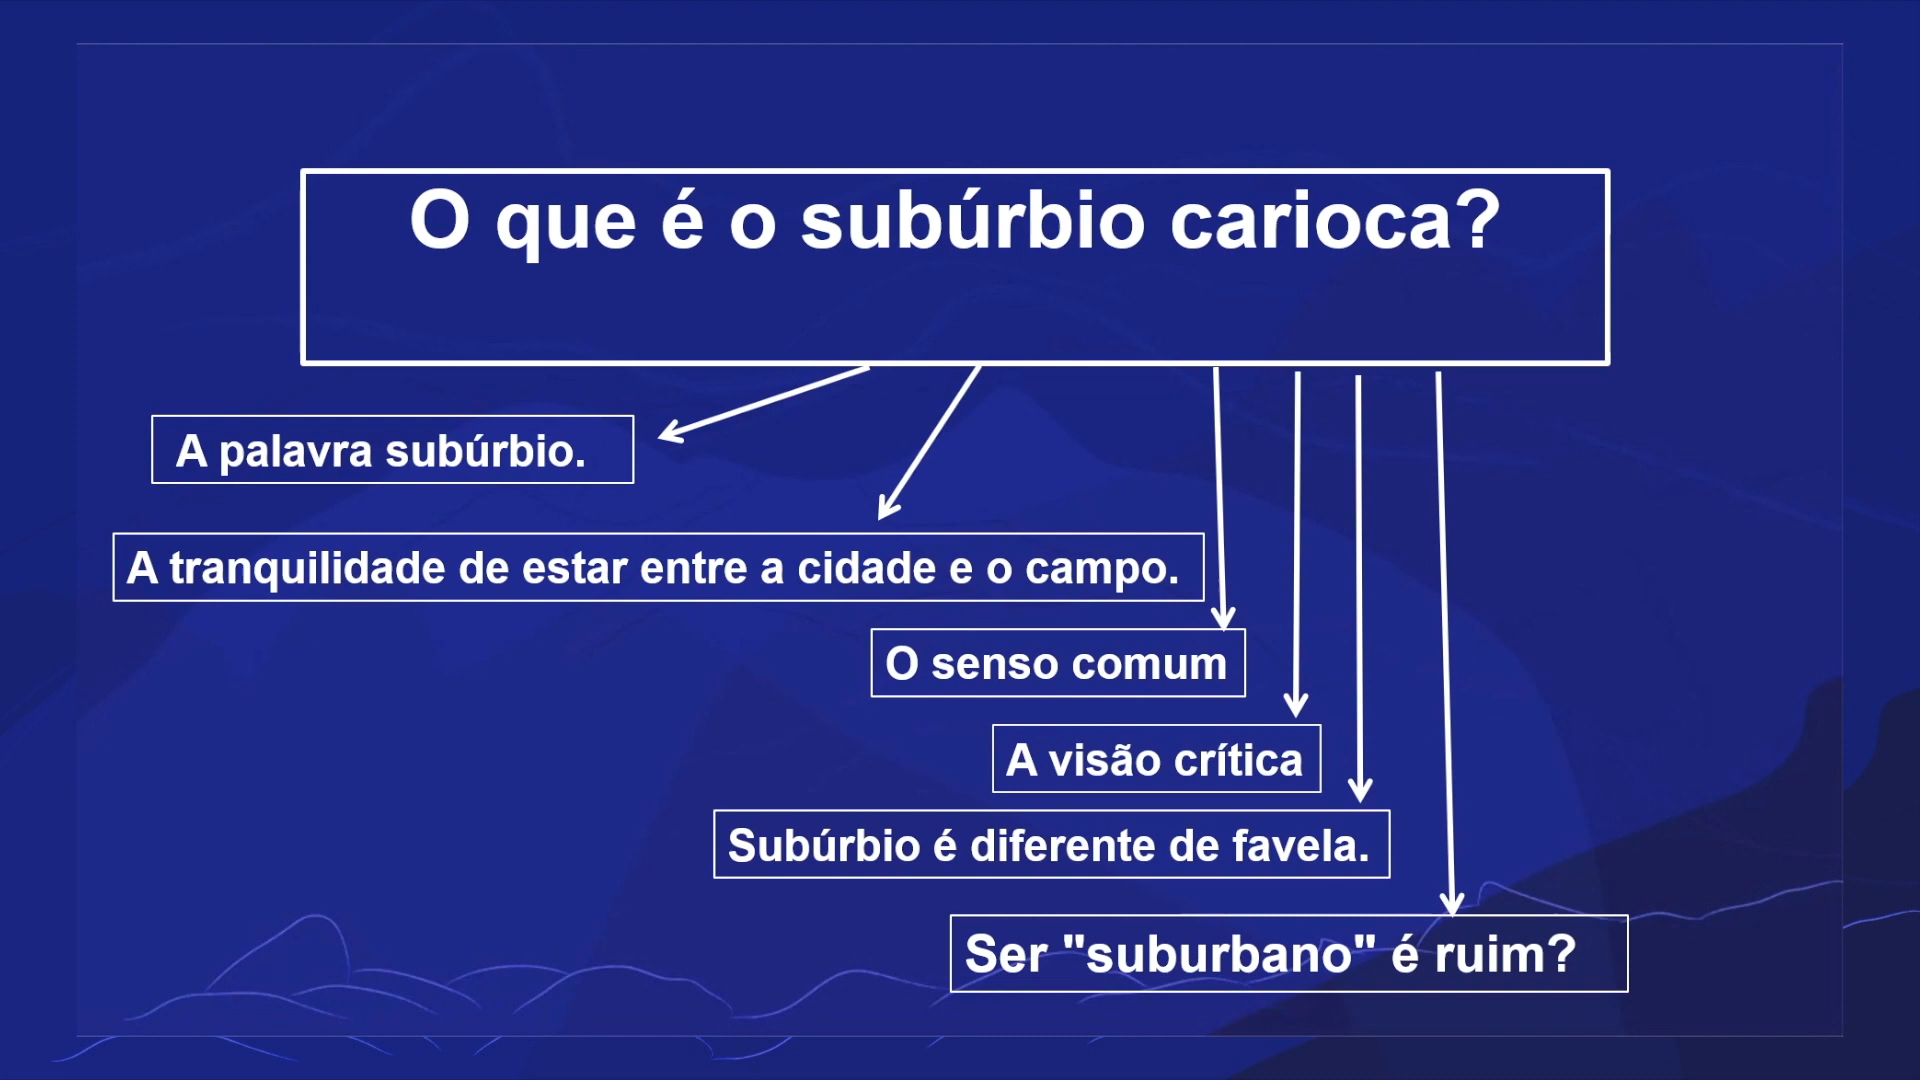 O que é o subúrbio carioca?
A palavra subúrbio.
A tranquilidade de estar entre a cidade e o campo.
O senso comum
A visão crítica
Subúrbio é diferente de favela.
Ser "suburbano" é ruim?